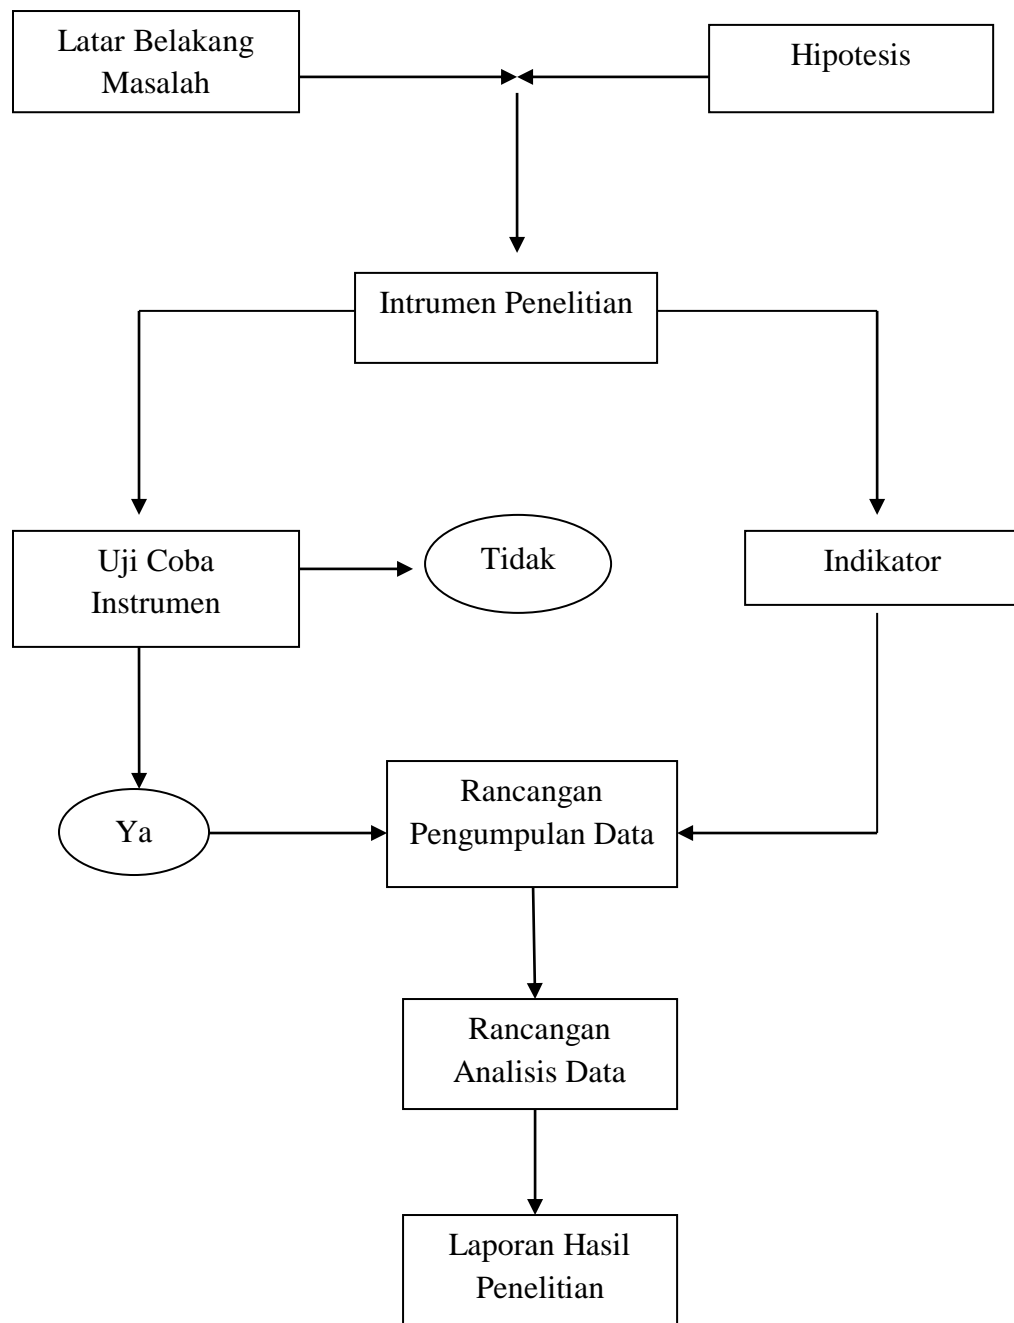 Latar Belakang
Masalah
Hipotesis
Intrumen Penelitian
Uji Coba
Instrumen
Tidak
Indikator
Ya
Rancangan
Pengumpulan Data
Rancangan
Analisis Data
Laporan Hasil
Penelitian